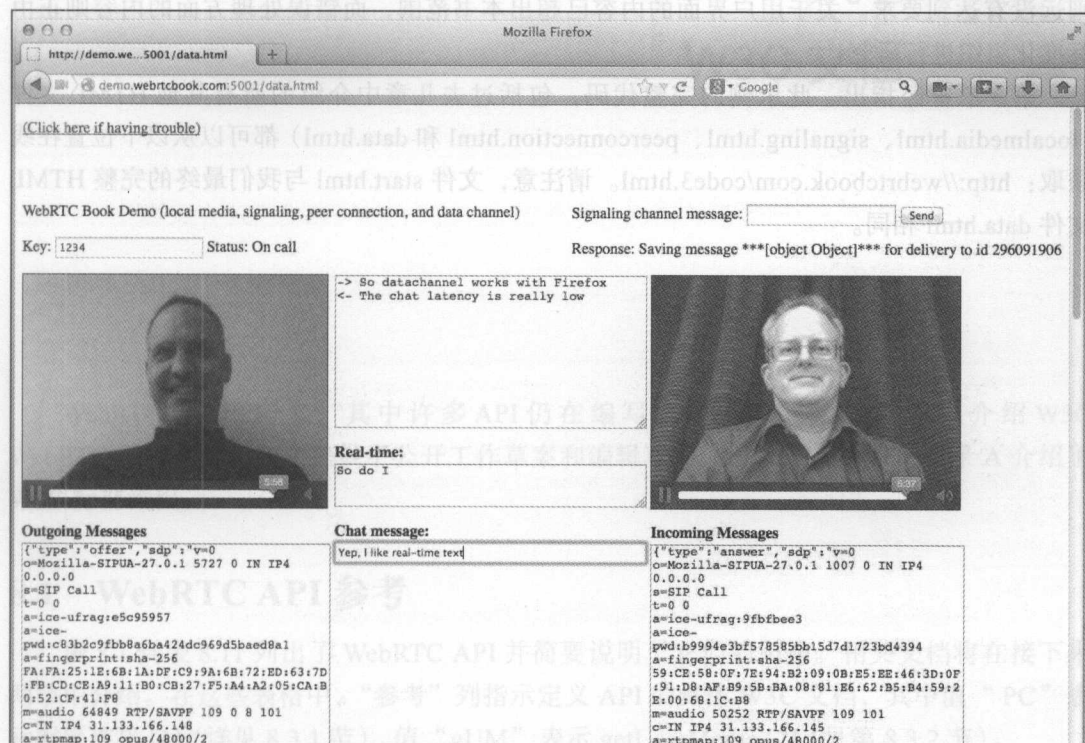 Mozilla Firefox
http://demo.we...5001/data.html
+
demo.webrtcbook.com:5001/data.html
Google
(Click here if having trouble)
WebRTC Book Demo (local media, signaling, peer connection, and data channel)
Signaling channel message:
Send
Key: 1234 Status: On call
Response: Saving message ***[object Object]*** for delivery to id 296091906
-> So datachannel works with Firefox
<- The chat latency is really low
5:58
Real-time:
So do I
5:37
Outgoing Messages
{"type":"offer","sdp":"v=0
o=Mozilla-SIPUA-27.0.1 5727 0 IN IP4
0.0.0.0
s=SIP Call
t=0 0
a=ice-ufrag:e5c95957
a=ice-
pwd:c83b2c9fbb8a6ba424dc969d5baed8a1
a=fingerprint:sha-256
FA:FA:25:1E:6B:1A:DF:C7:94:6B:72:ED:63:7D
:FB:CD:CE:A9:13:B0:CB:27:F5:A4:A2:05:CA:2
0:52:CF:41:F8
m=audio 64849 RTP/SAVPF 109 0 8 101
c=IN IP4 31.133.166.148
a=rtpmap:109 opus/48000/2
Chat message:
Yep, I like real-time text
Incoming Messages
{"type":"answer","sdp":"v=0
o=Mozilla-SIPUA-27.0.1 1007 0 IN IP4
0.0.0.0
s=SIP Call
t=0 0
a=ice-ufrag:9fbfbee3
a=ice-
pwd:b994e3bf578585bb15d7d1723bd4394
a=fingerprint:sha-256
59:CE:58:0F:7E:94:B2:09:0B:E5:EE:46:3D:0F
:91:D8:AF:B9:5B:FA:08:81:E6:62:B5:B4:B8:2
E:00:68:1C:B8
m=audio 50252 RTP/SAVPF 109 101
c=IN IP4 31.133.166.145
a=rtpmap:109 opus/48000/2